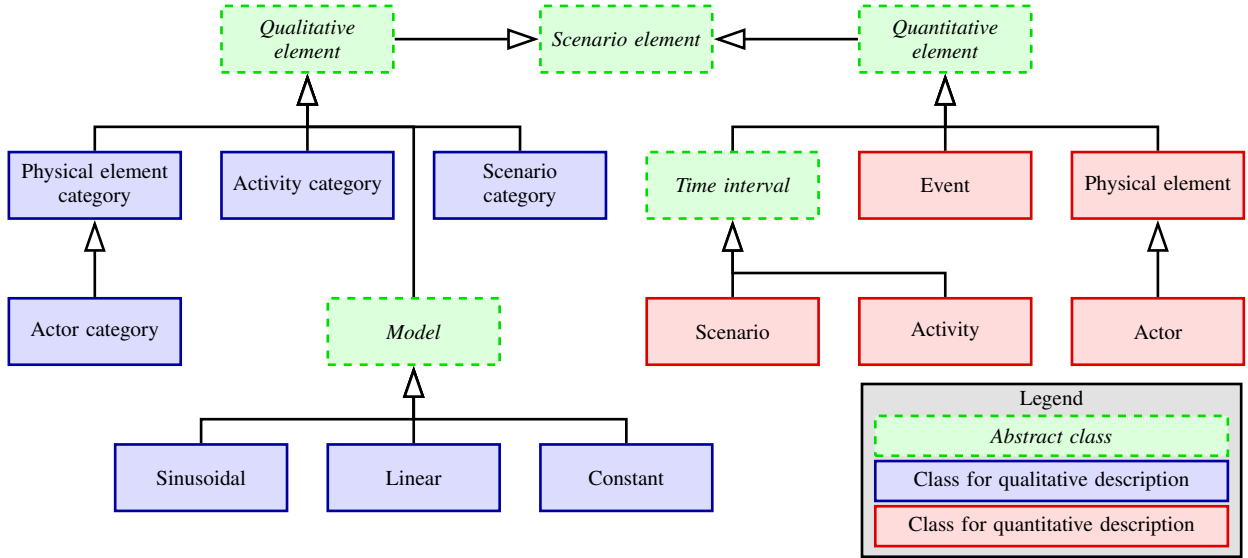 Qualitative
element
Scenario element
Quantitative
element
Physical element
category
Activity category
Scenario
category
Time interval
Event
Physical element
Actor category
Model
Scenario
Activity
Actor
Sinusoidal
Linear
Constant
Legend
Abstract class
Class for qualitative description
Class for quantitative description